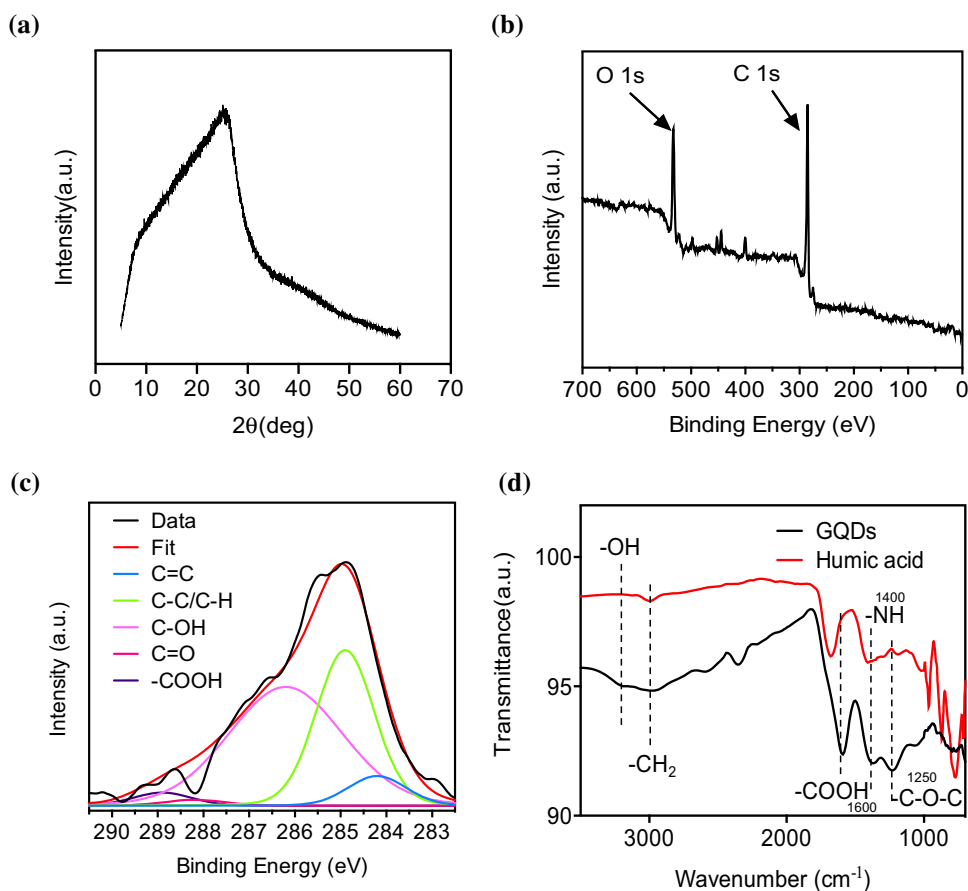 (a)
Intensity(a.u.)
0 10 20 30 40 50 60 70
2θ(deg)
(b)
O 1s
C 1s
Intensity (a.u.)
700 600 500 400 300 200 100 0
Binding Energy (eV)
(c)
Data
Fit
C=C
C-C/C-H
C-OH
C=O
-COOH
Intensity (a.u.)
290 289 288 287 286 285 284 283
Binding Energy (eV)
(d)
GQDs
Humic acid
100
95
90
Transmittance(a.u.)
-OH
-CH2
1400
-NH
-COOH
1600
1250
-C-O-C
3000 2000 1000
Wavenumber (cm-1)